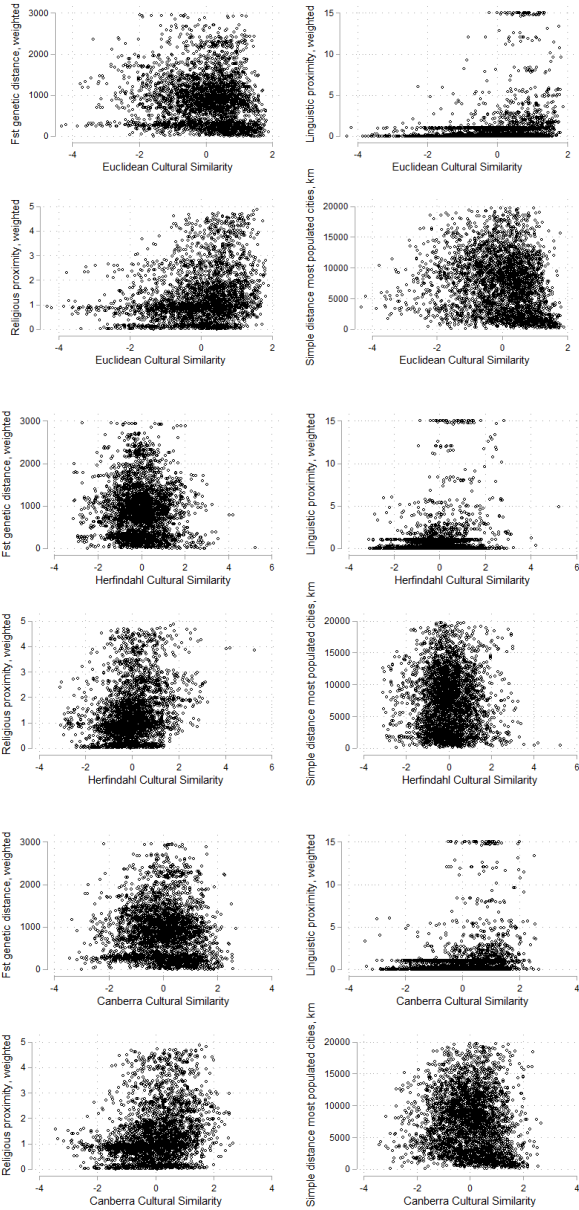 Fst genetic distance, weighted
3000
2000
1000
0
-4 -2 0 2
Euclidean Cultural Similarity
Linguistic proximity, weighted
15
10
5
0
-4 -2 0 2
Euclidean Cultural Similarity
Religious proximity, weighted
5
4
3
2
1
0
-4 -2 0 2
Euclidean Cultural Similarity
Simple distance most populated cities, km
20000
15000
10000
5000
0
-4 -2 0 2
Euclidean Cultural Similarity
Fst genetic distance, weighted
3000
2000
1000
0
-4 -2 0 2 4 6
Herfindahl Cultural Similarity
Linguistic proximity, weighted
15
10
5
0
-4 -2 0 2 4 6
Herfindahl Cultural Similarity
Religious proximity, weighted
5
4
3
2
1
0
-4 -2 0 2 4 6
Herfindahl Cultural Similarity
Simple distance most populated cities, km
20000
15000
10000
5000
0
-4 -2 0 2 4 6
Herfindahl Cultural Similarity
Fst genetic distance, weighted
3000
2000
1000
0
-4 -2 0 2 4
Canberra Cultural Similarity
Linguistic proximity, weighted
15
10
5
0
-4 -2 0 2 4
Canberra Cultural Similarity
Religious proximity, weighted
5
4
3
2
1
0
-4 -2 0 2 4
Canberra Cultural Similarity
Simple distance most populated cities, km
20000
15000
10000
5000
0
-4 -2 0 2 4
Canberra Cultural Similarity